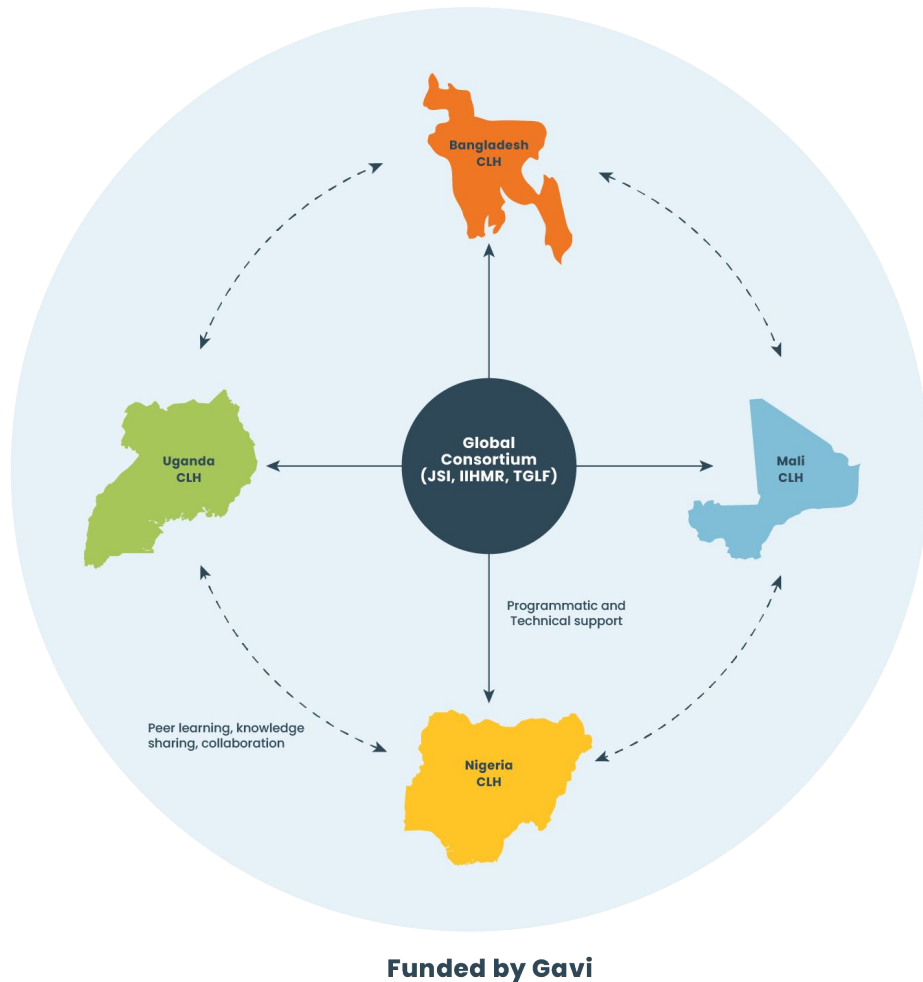 Bangladesh
CLH
Uganda
CLH
Global
Consortium
(JSI, IIHMR, TGLF)
Mali
CLH
Programmatic and
Technical support
Peer learning, knowledge
sharing, collaboration
Nigeria
CLH
Funded by Gavi